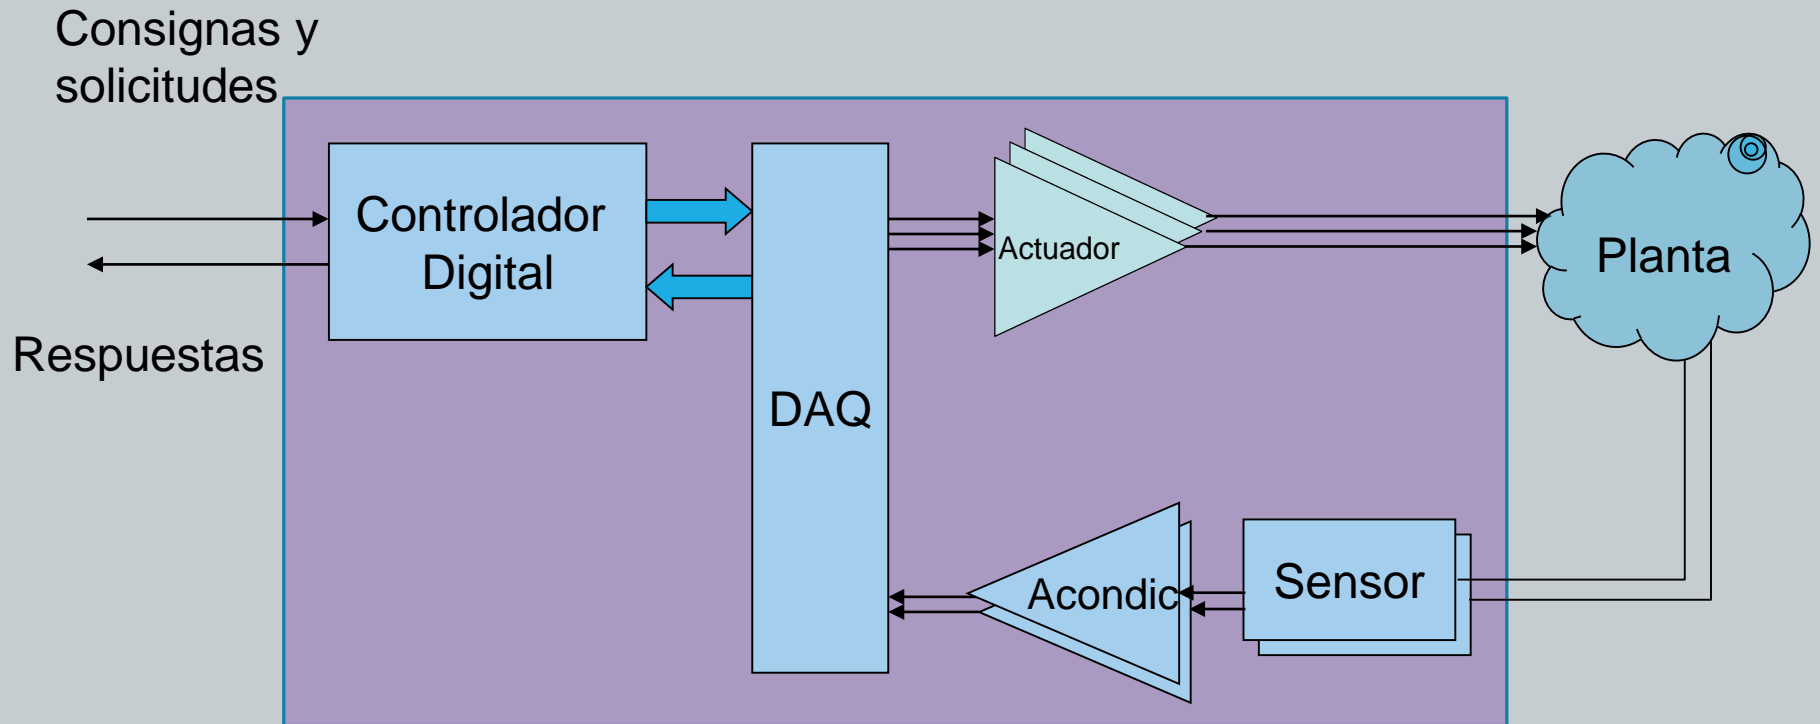 Consignas y
solicitudes
Controlador
Digital
Respuestas
DAQ
Actuador
Planta
Acondic
Sensor